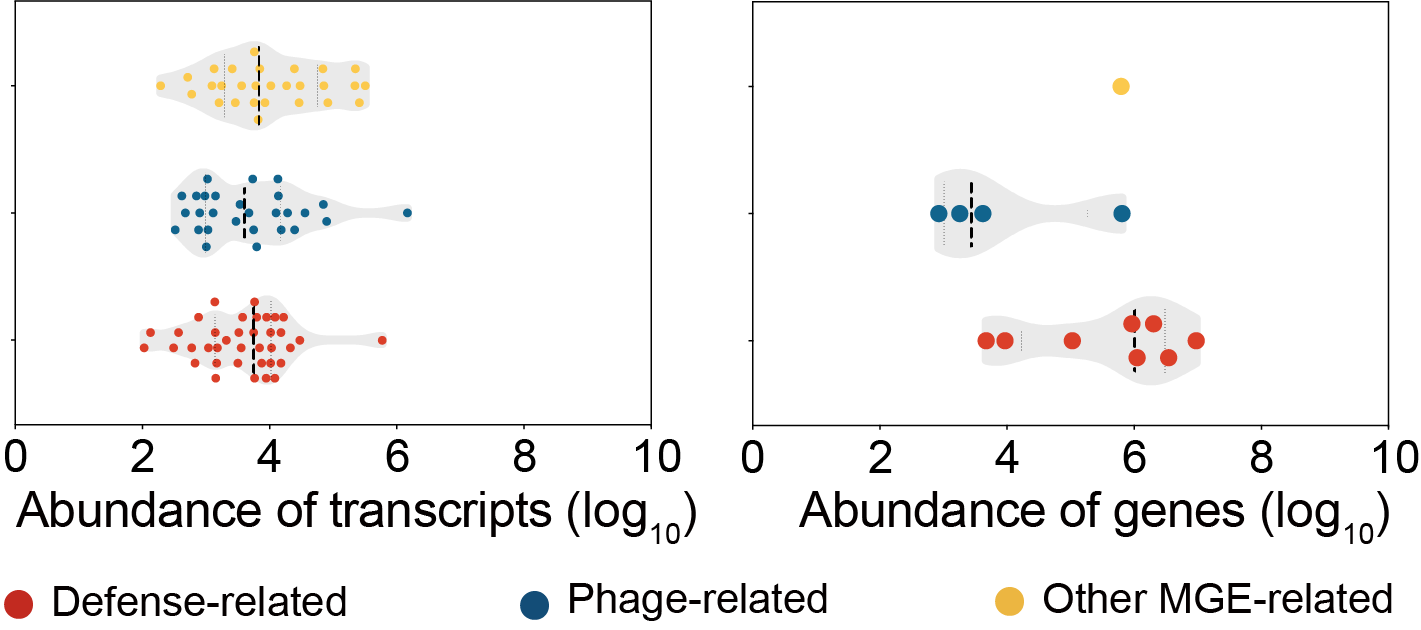 0 2 4 6 8 10 0 2 4 6 8 10
Abundance of transcripts (log10) Abundance of genes (log10)
Defense-related Phage-related Other MGE-related